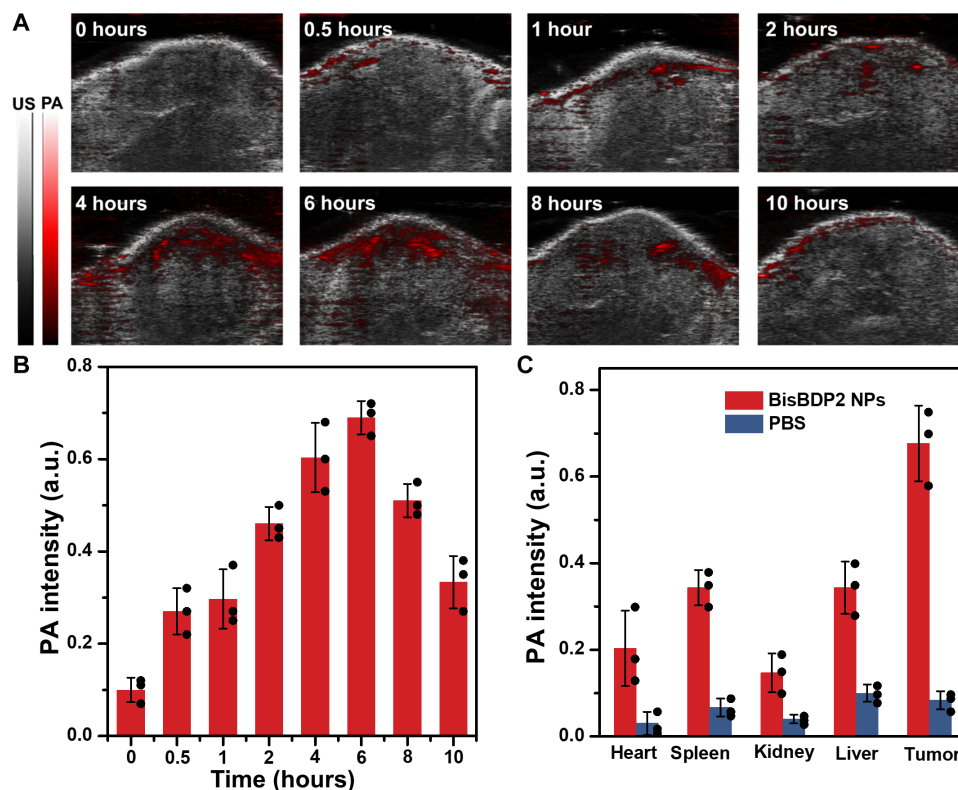 A
0 hours
0.5 hours
1 hour
2 hours
US PA
4 hours
6 hours
8 hours
10 hours
B
PA intensity (a.u.)
0.8
0.6
0.4
0.2
0.0
0 0.5 1 2 4 6 8 10
Time (hours)
C
PA intensity (a.u.)
0.8
0.6
0.4
0.2
0.0
BisBDP2 NPs
PBS
Heart Spleen Kidney Liver Tumor